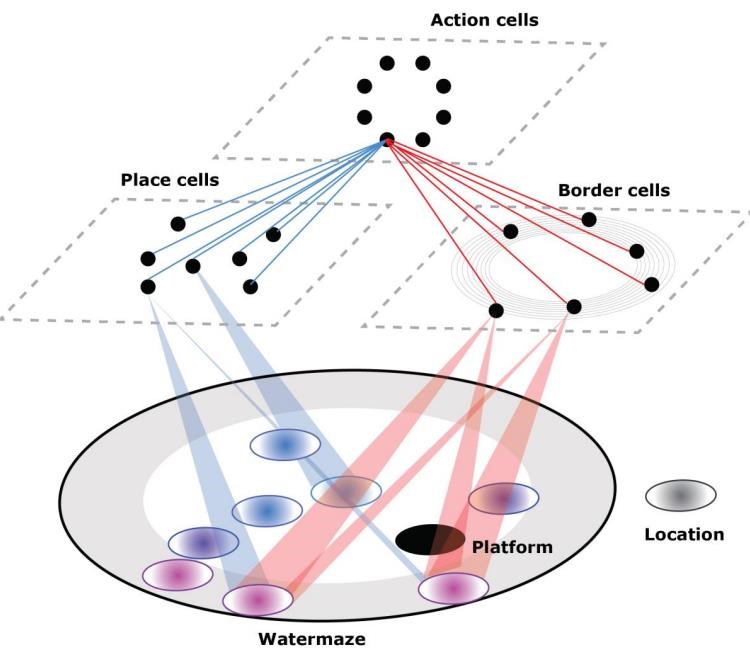 Action cells
Place cells
Border cells
Platform
Location
Watermaze